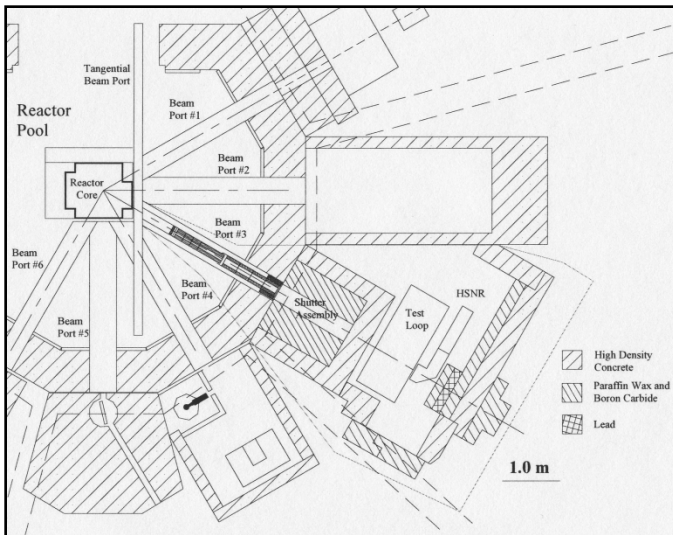 Tangential
Beam Port
Reactor
Pool
Beam
Port #1
Beam
Port #2
Reactor
Core
Beam
Port #3
Beam
Port #6
Beam
Port #4
Beam
Port #5
Shutter
Assembly
Test
Loop
HSNR
High Density
Concrete
Paraffin Wax and
Boron Carbide
Lead
1.0 m